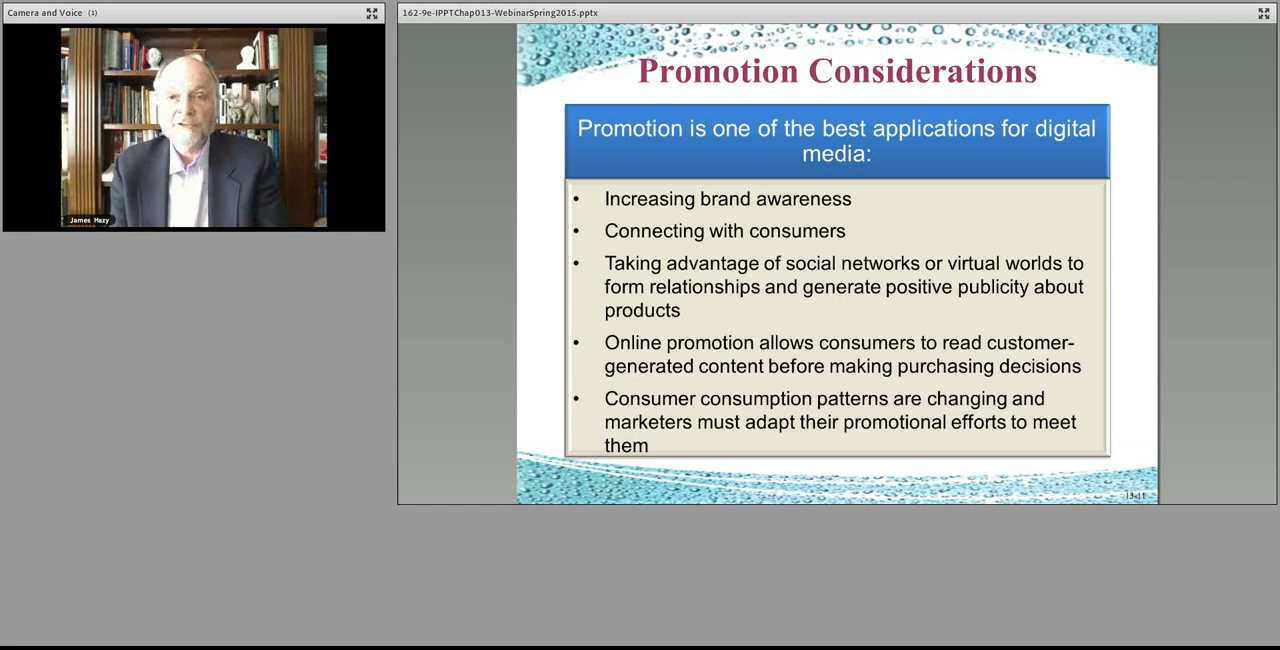 Camera and Voice (1)
James Hazy
162-9e-IPPTChap013-WebinarSpring2015.pptx
Promotion Considerations
Promotion is one of the best applications for digital
media:
• Increasing brand awareness
• Connecting with consumers
• Taking advantage of social networks or virtual worlds to
form relationships and generate positive publicity about
products
• Online promotion allows consumers to read customer-
generated content before making purchasing decisions
• Consumer consumption patterns are changing and
marketers must adapt their promotional efforts to meet
them
13-11